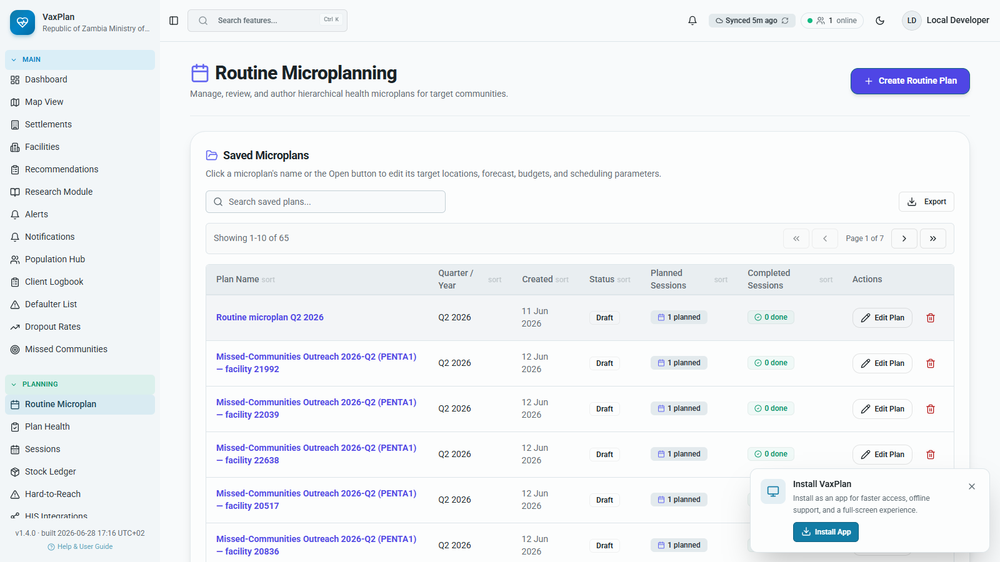 VaxPlan
Republic of Zambia Ministry of...
Search features...
Ctrl K
Synced 5m ago
1 online
LD
Local Developer
MAIN
Dashboard
Map View
Settlements
Facilities
Recommendations
Research Module
Alerts
Notifications
Population Hub
Client Logbook
Defaulter List
Dropout Rates
Missed Communities
PLANNING
Routine Microplan
Plan Health
Sessions
Stock Ledger
Hard-to-Reach
HIS Integrations
v1.4.0 · built 2026-06-28 17:16 UTC+02
Help & User Guide
Routine Microplanning
Manage, review, and author hierarchical health microplans for target communities.
Create Routine Plan
Saved Microplans
Click a microplan's name or the Open button to edit its target locations, forecast, budgets, and scheduling parameters.
Search saved plans...
Export
Showing 1-10 of 65
Page 1 of 7
Plan Name sort
Quarter / Year sort
Created sort
Status sort
Planned Sessions sort
Completed Sessions sort
Actions
Routine microplan Q2 2026
Q2 2026
11 Jun 2026
Draft
1 planned
0 done
Edit Plan
Missed-Communities Outreach 2026-Q2 (PENTA1)
— facility 21992
Q2 2026
12 Jun 2026
Draft
1 planned
0 done
Edit Plan
Missed-Communities Outreach 2026-Q2 (PENTA1)
— facility 22039
Q2 2026
12 Jun 2026
Draft
1 planned
0 done
Edit Plan
Missed-Communities Outreach 2026-Q2 (PENTA1)
— facility 22638
Q2 2026
12 Jun 2026
Draft
1 planned
0 done
Edit Plan
Missed-Communities Outreach 2026-Q2 (PENTA1)
— facility 20517
Q2 2026
12 Jun 2026
Draft
1 planned
Missed-Communities Outreach 2026-Q2 (PENTA1)
— facility 20836
Q2 2026
12 Jun 2026
Draft
1 planned
Install VaxPlan
Install as an app for faster access, offline
support, and a full-screen experience.
Install App